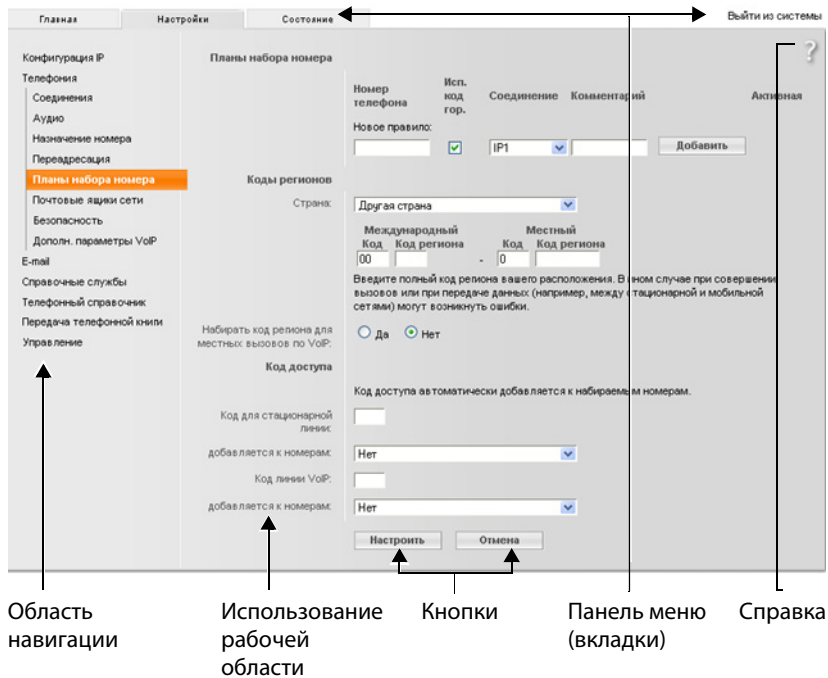 Главная Настройки Состояние Выйти из системы
Конфигурация IP
Телефония
Соединения
Аудио
Назначение номера
Переадресация
Планы набора номера
Почтовые ящики сети
Безопасность
Дополн. параметры VoIP
E-mail
Справочные службы
Телефонный справочник
Передача телефонной книги
Управление
Планы набора номера
?
Номер телефона
Исп. код гор.
Соединение
Комментарий
Активная
Новое правило:
IP1
Добавить
Коды регионов
Страна:
Другая страна
Международный Местный
Код Код региона Код Код региона
00 - 0
Введите полный код региона вашего расположения. В ином случае при совершении
вызовов или при передаче данных (например, между стационарной и мобильной
сетями) могут возникнуть ошибки.
Набирать код региона для
местных вызовов по VoIP:
Да Нет
Код доступа
Код доступа автоматически добавляется к набираемым номерам.
Код для стационарной
линии:
добавляется к номерам:
Нет
Код линии VoIP:
добавляется к номерам:
Нет
Настроить Отмена
Область
навигации
Использование
рабочей
области
Кнопки
Панель меню
(вкладки)
Справка